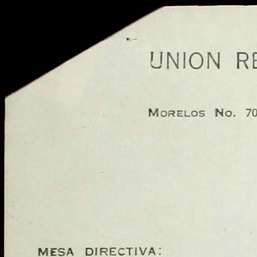 UNION RE
MORELOS No. 70
MESA DIRECTIVA: